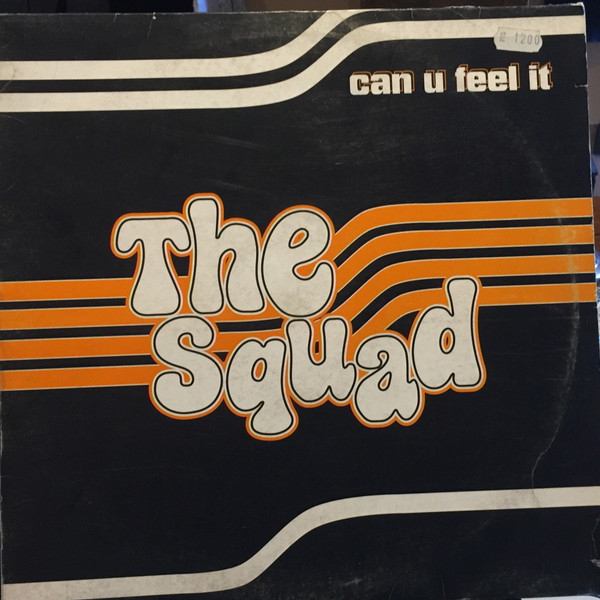 £ 1200
can u feel it
The
Squad